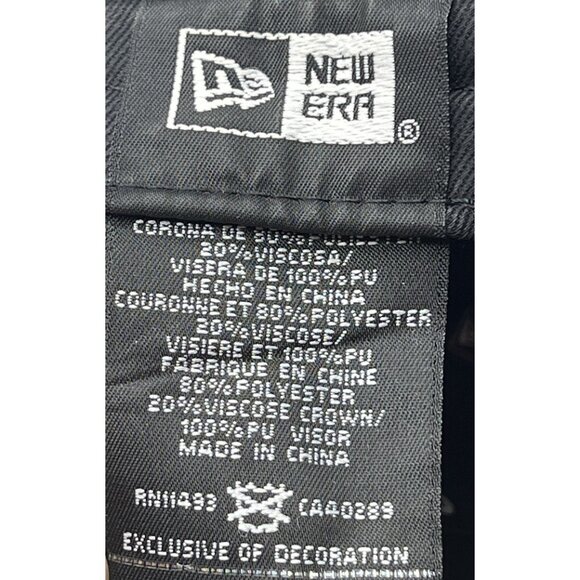 NEW
ERA
®
CORONA DE 80%POLIESTER
20%VISCOSA/
VISERA DE 100%PU
HECHO EN CHINA
COURONNE ET 80%POLYESTER
20%VISCOSE/
VISIERE ET 100%PU
FABRIQUE EN CHINE
80%POLYESTER
20%VISCOSE CROWN/
100%PU VISOR
MADE IN CHINA
RN11493 CA40289
EXCLUSIVE OF DECORATION